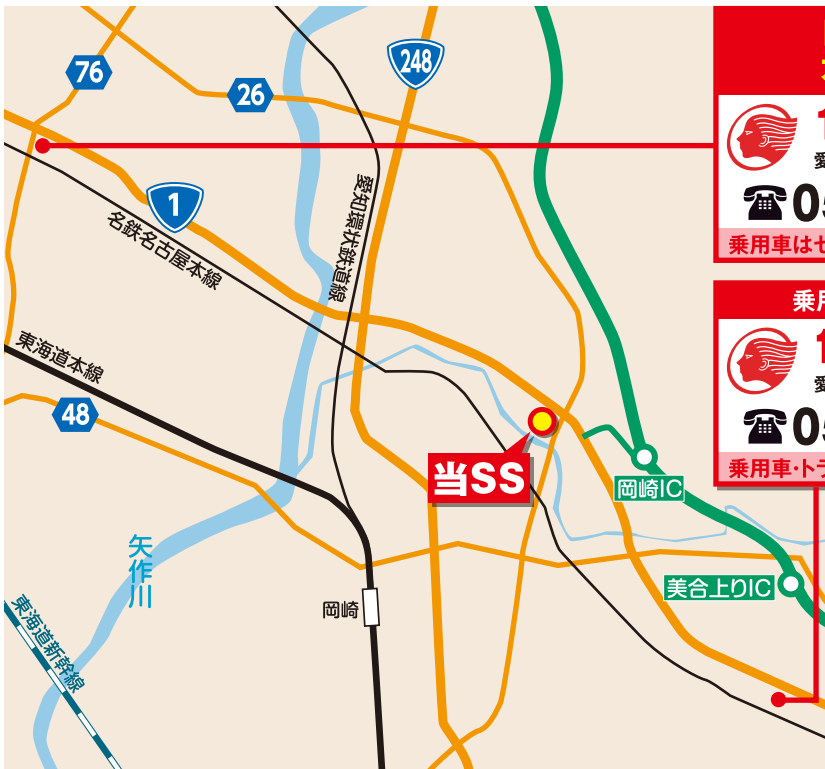 76
26
248
1
愛知環状鉄道線
名鉄名古屋本線
東海道本線
48
当SS
岡崎IC
矢作川
岡崎
美合上りIC
東海道新幹線
05
乗用車は
乗用
05
乗用車・トラ